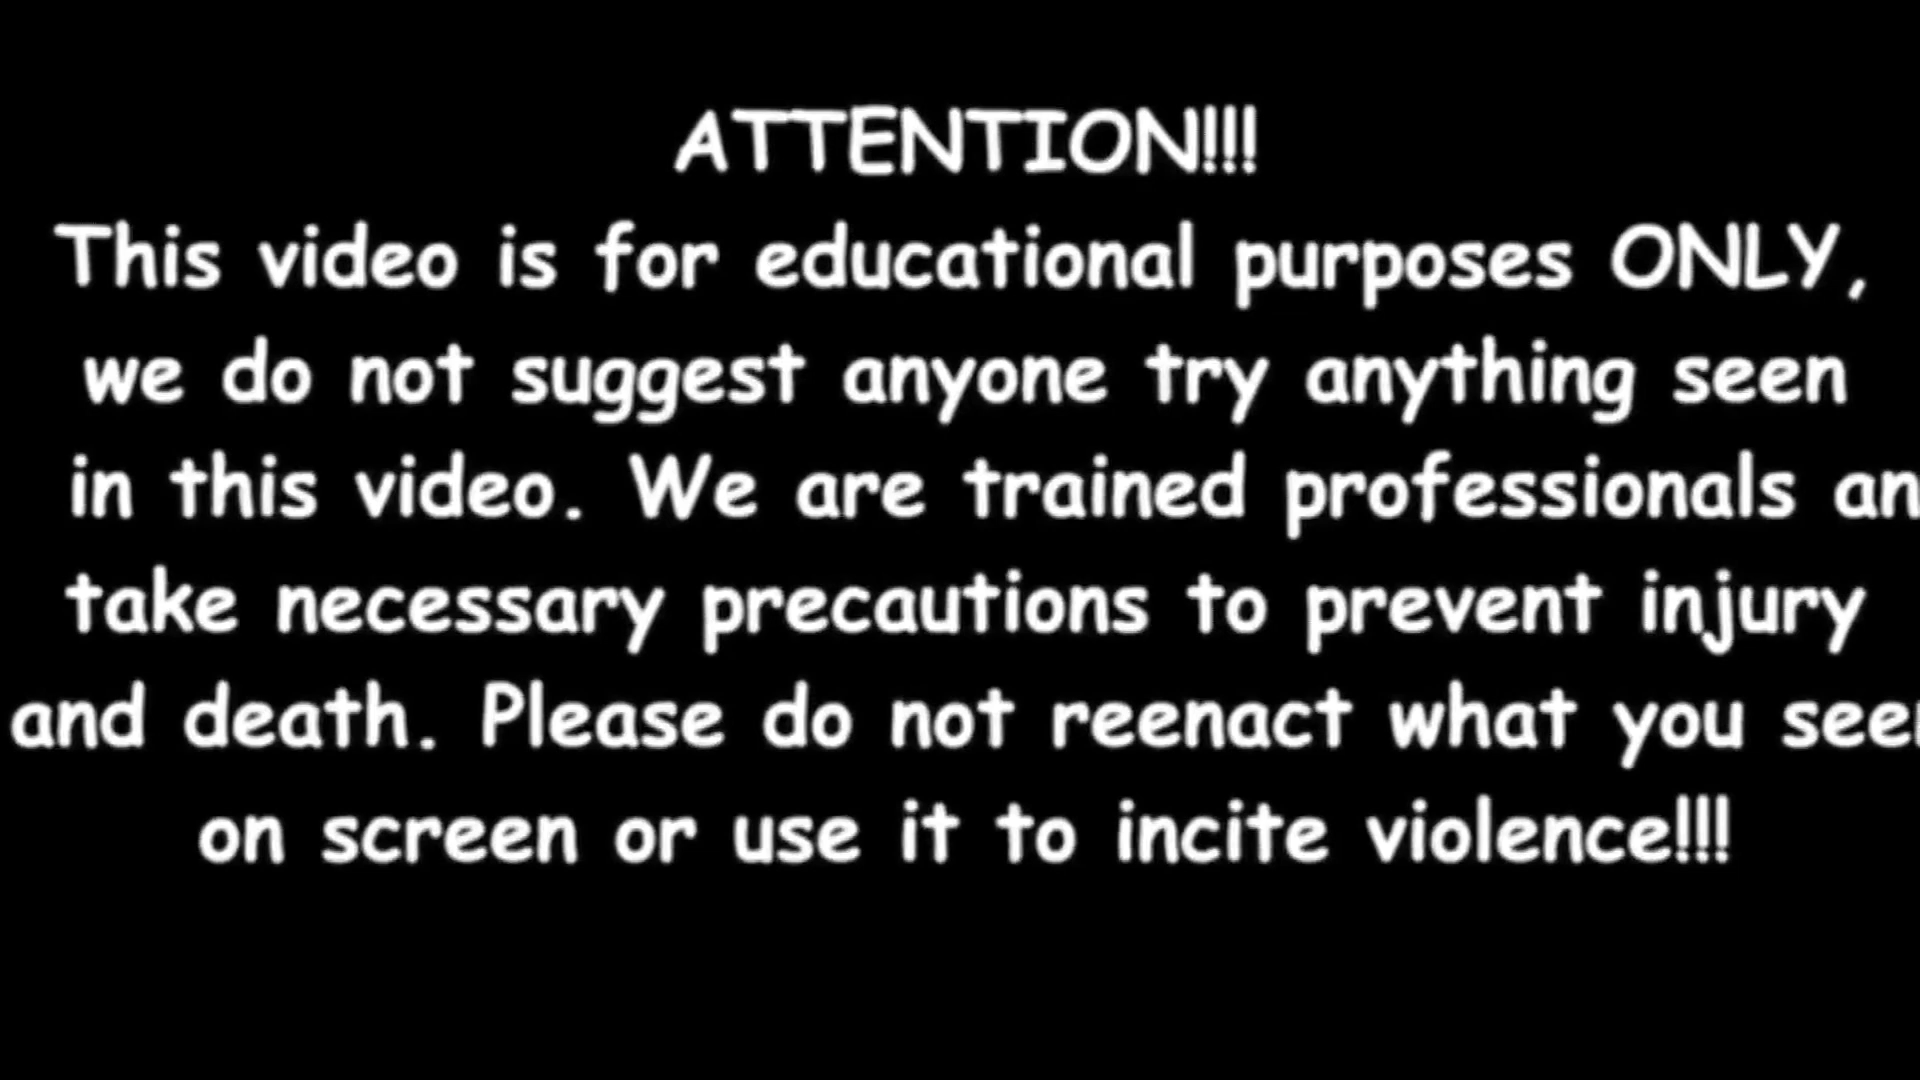 ATTENTION!!!
This video is for educational purposes ONLY,
we do not suggest anyone try anything seen
in this video. We are trained professionals an
take necessary precautions to prevent injury
and death. Please do not reenact what you see
on screen or use it to incite violence!!!